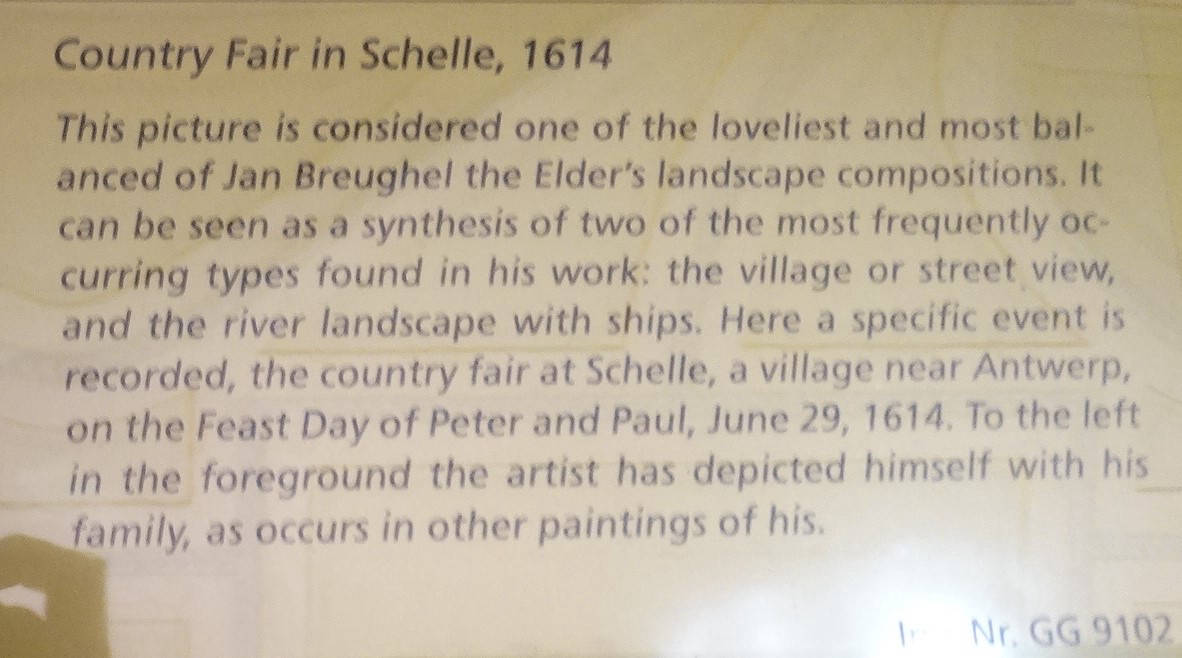 Country Fair in Schelle, 1614
This picture is considered one of the loveliest and most bal-
anced of Jan Breughel the Elder's landscape compositions. It
can be seen as a synthesis of two of the most frequently oc-
curring types found in his work: the village or street view,
and the river landscape with ships. Here a specific event is
recorded, the country fair at Schelle, a village near Antwerp,
on the Feast Day of Peter and Paul, June 29, 1614. To the left
in the foreground the artist has depicted himself with his
family, as occurs in other paintings of his.
Nr. GG 9102